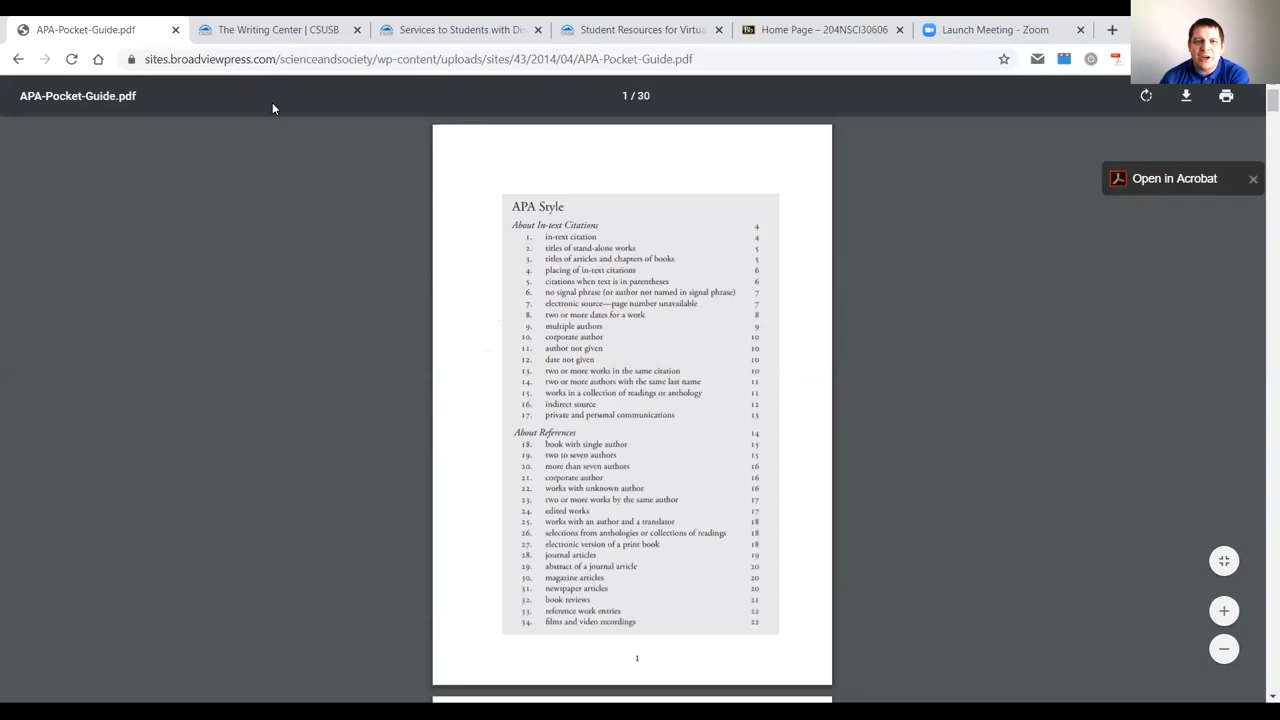 APA-Pocket-Guide.pdf
The Writing Center | CSUSB
Services to Students with Dis
Student Resources for Virtua
Bb Home Page – 204NSCI30606
Launch Meeting - Zoom
sites.broadviewpress.com/scienceandsociety/wp-content/uploads/sites/43/2014/04/APA-Pocket-Guide.pdf
APA-Pocket-Guide.pdf
1 / 30
Open in Acrobat
APA Style
About In-text Citations 4
1. in-text citation 4
2. titles of stand-alone works 5
3. titles of articles and chapters of books 5
4. placing of in-text citations 6
5. citations when text is in parentheses 6
6. no signal phrase (or author not named in signal phrase) 7
7. electronic source—page number unavailable 7
8. two or more dates for a work 8
9. multiple authors 9
10. corporate author 10
11. author not given 10
12. date not given 10
13. two or more works in the same citation 10
14. two or more authors with the same last name 11
15. works in a collection of readings or anthology 11
16. indirect source 12
17. private and personal communications 13
About References 14
18. book with single author 15
19. two to seven authors 15
20. more than seven authors 16
21. corporate author 16
22. works with unknown author 16
23. two or more works by the same author 17
24. edited works 17
25. works with an author and a translator 18
26. selections from anthologies or collections of readings 18
27. electronic version of a print book 18
28. journal articles 19
29. abstract of a journal article 20
30. magazine articles 20
31. newspaper articles 20
32. book reviews 21
33. reference work entries 22
34. films and video recordings 22
1